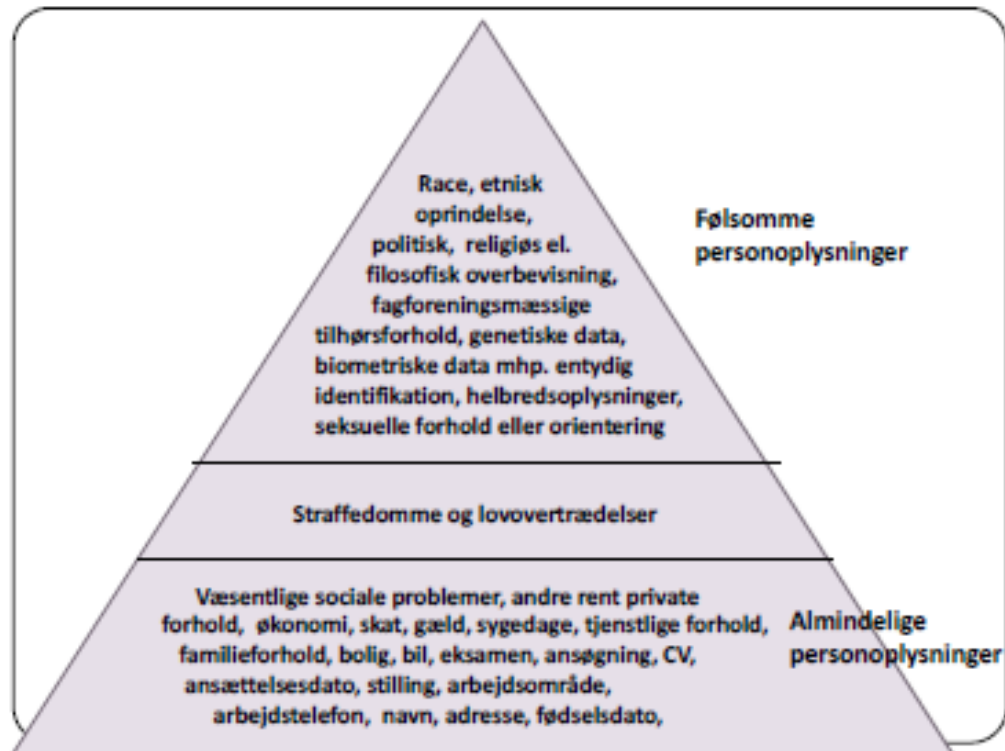 Race, etnisk
oprindelse,
politisk, religiøs el.
filosofisk overbevisning,
fagforeningsmæssige
tilhørsforhold, genetiske data,
biometriske data mhp. entydig
identifikation, helbredsoplysninger,
seksuelle forhold eller orientering
Følsomme
personoplysninger
Straffedomme og lovovertrædelser
Væsentlige sociale problemer, andre rent private
forhold, økonomi, skat, gæld, sygedage, tjenstlige forhold,
familieforhold, bolig, bil, eksamen, ansøgning, CV,
ansættelsesdato, stilling, arbejdsområde,
arbejdstelefon, navn, adresse, fødselsdato,
Almindelige
personoplysninger